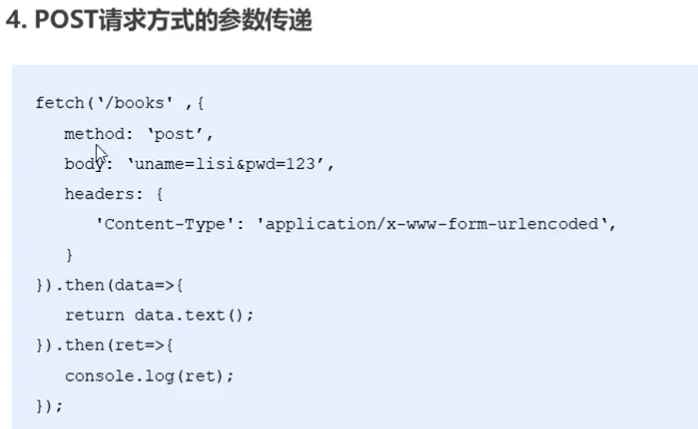 4. POST请求方式的参数传递
fetch(‘/books' ,{
method: ‘post’,
body: ‘uname=lisi&pwd=123’,
headers: {
'Content-Type': 'application/x-www-form-urlencoded‘,
}
}).then(data=>{
return data.text();
}).then(ret=>{
console.log(ret);
});